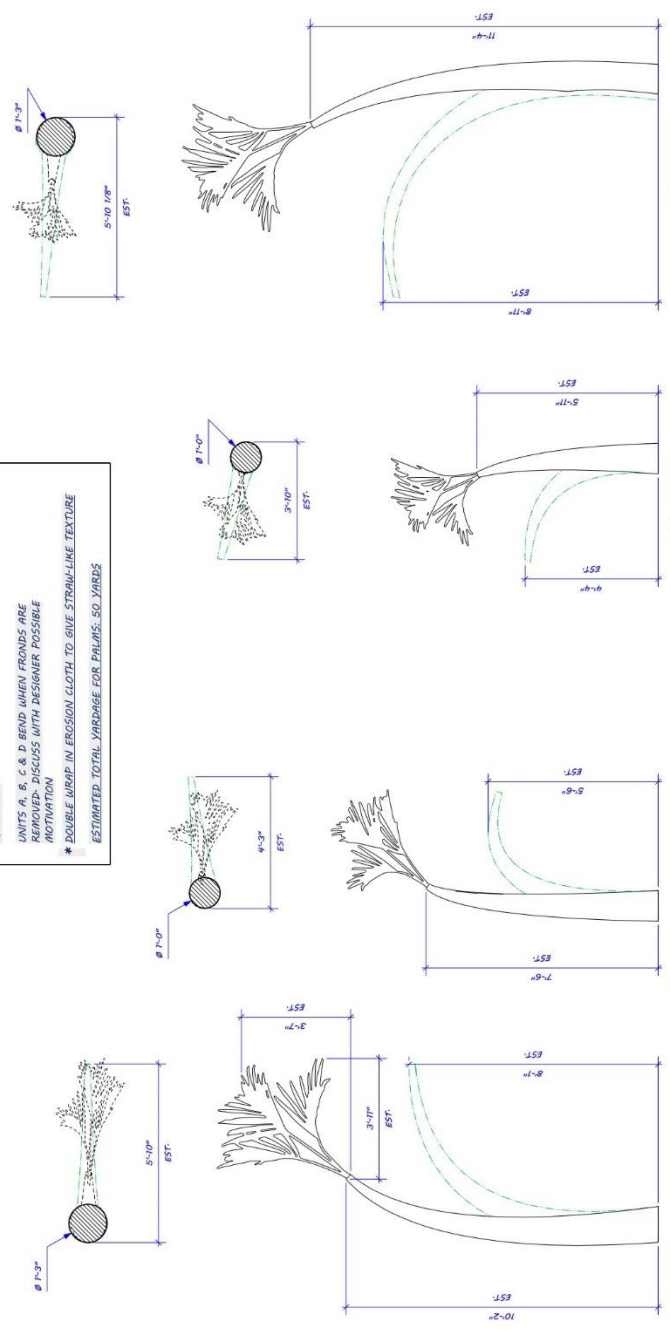 UNITS A, B, C & D BEND WHEN FRONDS ARE
REMOVED- DISCUSS WITH DESIGNER POSSIBLE
MOTIVATION
* DOUBLE WRAP IN EROSION CLOTH TO GIVE STRAW-LIKE TEXTURE
ESTIMATED TOTAL YARDAGE FOR PALMS: 50 YARDS
Ø 1'-3"
5'-10"
EST.
Ø 1'-0"
4'-3"
EST.
Ø 1'-0"
3'-10"
EST.
Ø 1'-3"
5'-10 1/8"
EST.
10'-2"
EST.
3'-7"
EST.
3'-11"
EST.
8'-1"
EST.
7'-6"
EST.
5'-6"
EST.
4'-4"
EST.
5'-11"
EST.
8'-11"
EST.
11'-4"
EST.